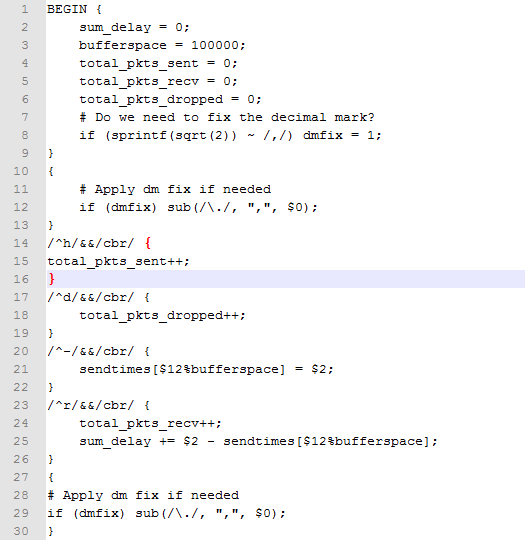 1 BEGIN {
2     sum_delay = 0;
3     bufferspace = 100000;
4     total_pkts_sent = 0;
5     total_pkts_recv = 0;
6     total_pkts_dropped = 0;
7     # Do we need to fix the decimal mark?
8     if (sprintf(sqrt(2)) ~ /,/) dmfix = 1;
9 }
10 {
11     # Apply dm fix if needed
12     if (dmfix) sub(/\./, ",", $0);
13 }
14 /^h/&&/cbr/ {
15 total_pkts_sent++;
16 }
17 /^d/&&/cbr/ {
18     total_pkts_dropped++;
19 }
20 /^-/&&/cbr/ {
21     sendtimes[$12%bufferspace] = $2;
22 }
23 /^r/&&/cbr/ {
24     total_pkts_recv++;
25     sum_delay += $2 - sendtimes[$12%bufferspace];
26 }
27 {
28 # Apply dm fix if needed
29 if (dmfix) sub(/\./, ",", $0);
30 }